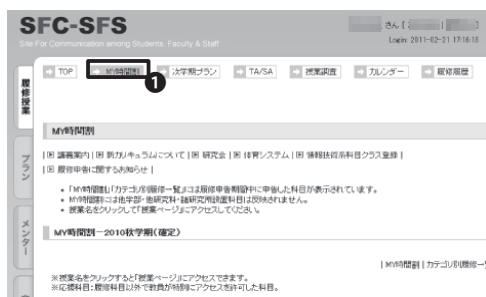 SFC-SFS
Site For Communication among Students, Faculty & Staff
さん [
Login: 2011-02-21 17:16:18
TOP
MY時間割
次学期プラン
TA/SA
授業調査
カレンダー
履修履歴
❶
履修授業
プラン
メンター
MY時間割
| 講義案内 | 新カリキュラムについて | 研究会 | 体育システム | 情報技術系科目クラス登録 |
| 履修申告に関するお知らせ |
• 「MY時間割」「カテゴリ別履修一覧」には履修申告期間中に申告した科目が表示されています。
• MY時間割には他学部・他研究科・諸研究所設置科目は反映されません。
• 授業名をクリックして「授業ページ」にアクセスしてください。
MY時間割－2010秋学期(確定)
| MY時間割 | カテゴリ別履修一
※授業名をクリックすると「授業ページ」にアクセスできます。
※応援科目：履修科目以外で教員が特別にアクセスを許可した科目。